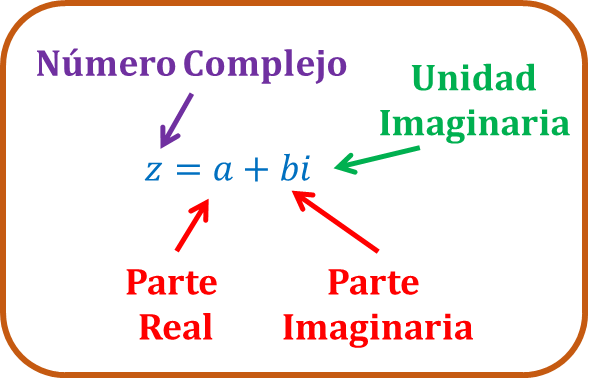 Número Complejo
Unidad
Imaginaria
z = a + bi
Parte
Real
Parte
Imaginaria